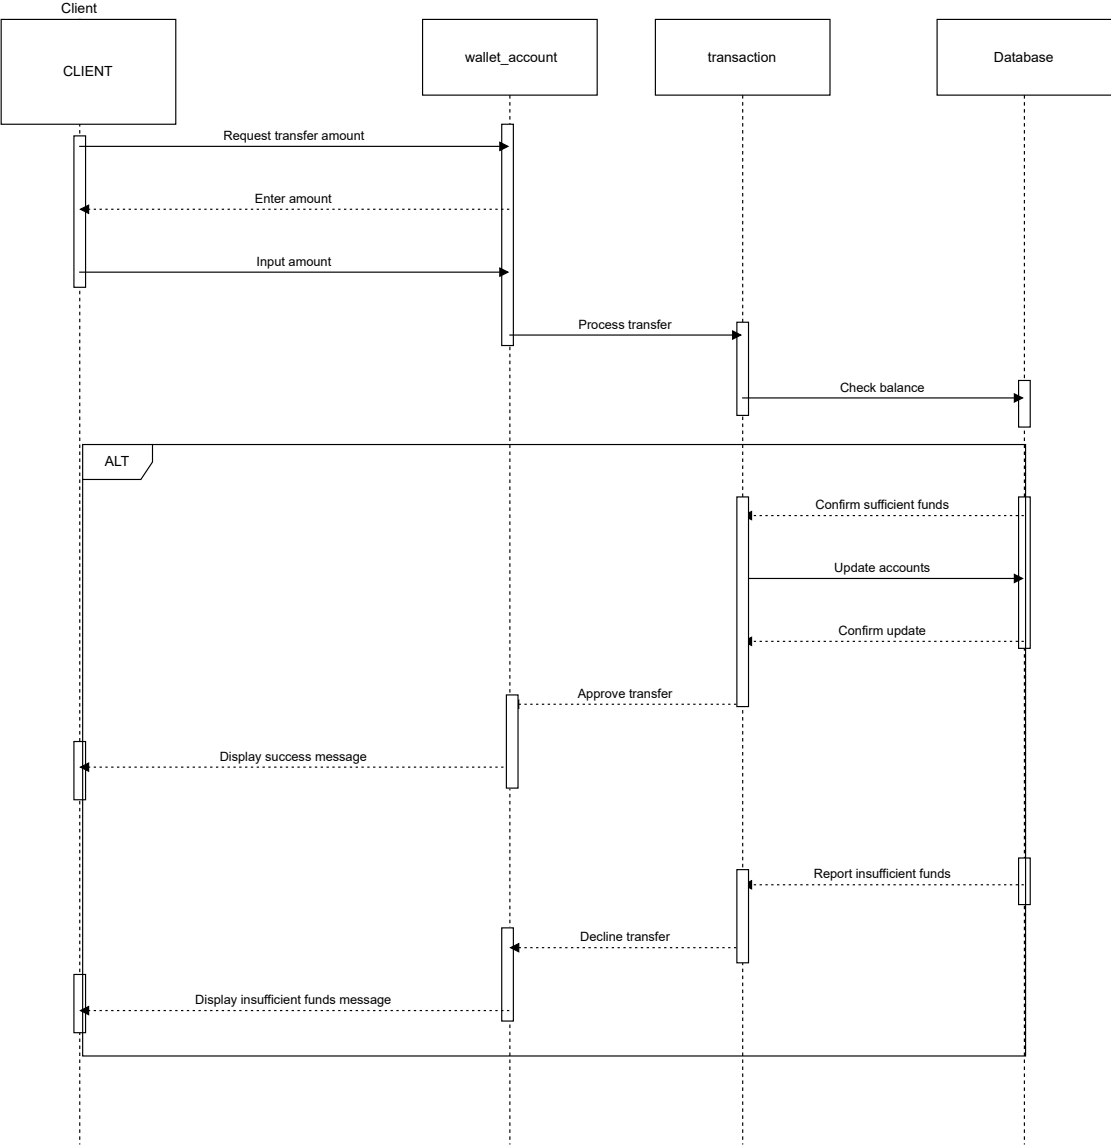 Client
CLIENT
wallet_account
transaction
Database
Request transfer amount
Enter amount
Input amount
Process transfer
Check balance
ALT
Confirm sufficient funds
Update accounts
Confirm update
Approve transfer
Display success message
Report insufficient funds
Decline transfer
Display insufficient funds message